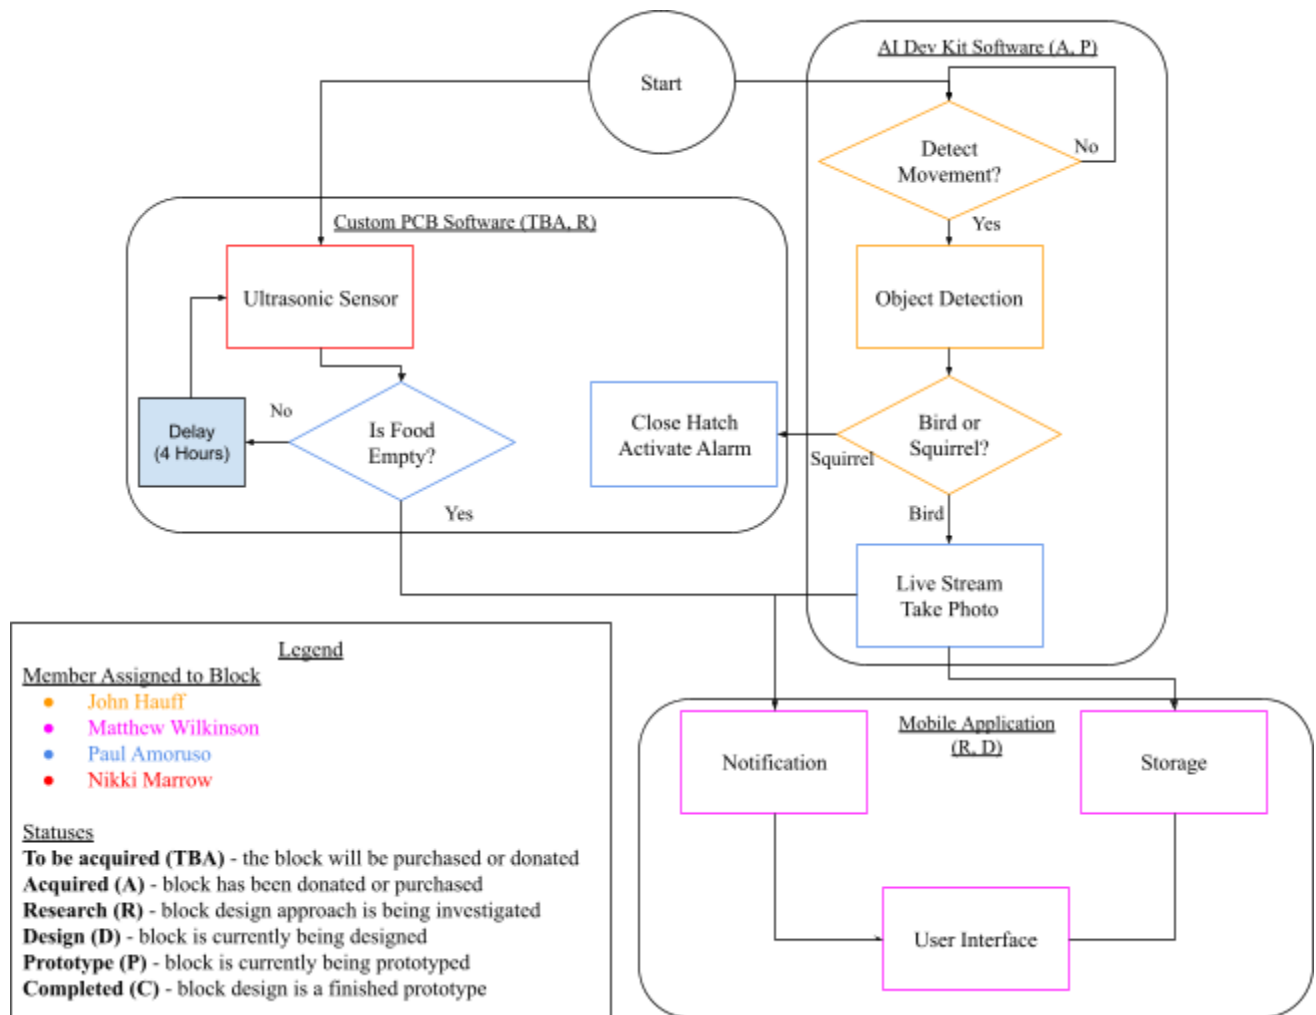 Start
AI Dev Kit Software (A, P)
Detect
Movement?
No
Yes
Custom PCB Software (TBA, R)
Ultrasonic Sensor
Object Detection
Is Food
Empty?
No
Delay
(4 Hours)
Yes
Close Hatch
Activate Alarm
Bird or
Squirrel?
Squirrel
Bird
Live Stream
Take Photo
Legend
Member Assigned to Block
● John Hauff
● Matthew Wilkinson
● Paul Amoruso
● Nikki Marrow
Statuses
To be acquired (TBA) - the block will be purchased or donated
Acquired (A) - block has been donated or purchased
Research (R) - block design approach is being investigated
Design (D) - block is currently being designed
Prototype (P) - block is currently being prototyped
Completed (C) - block design is a finished prototype
Mobile Application
(R, D)
Notification
Storage
User Interface